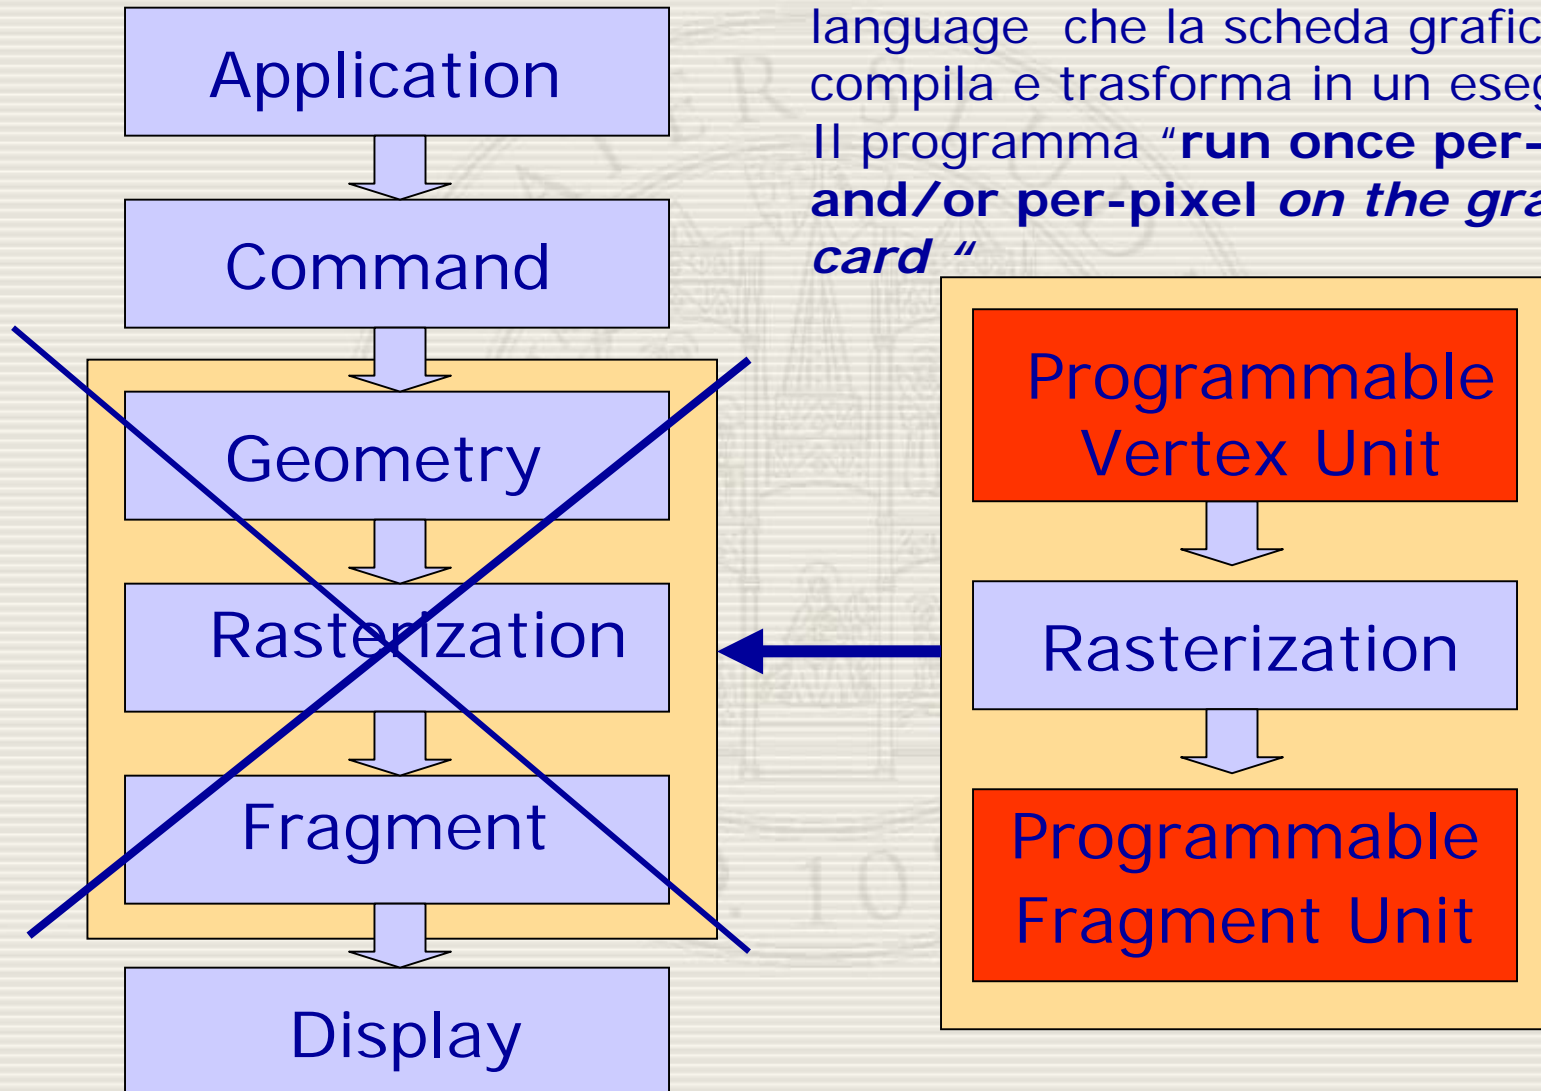 Application
Command
Geometry
Rasterization
Fragment
Display
language che la scheda grafic
compila e trasforma in un eseg
Il programma “run once per-
and/or per-pixel on the gra
card “
Programmable
Vertex Unit
Rasterization
Programmable
Fragment Unit